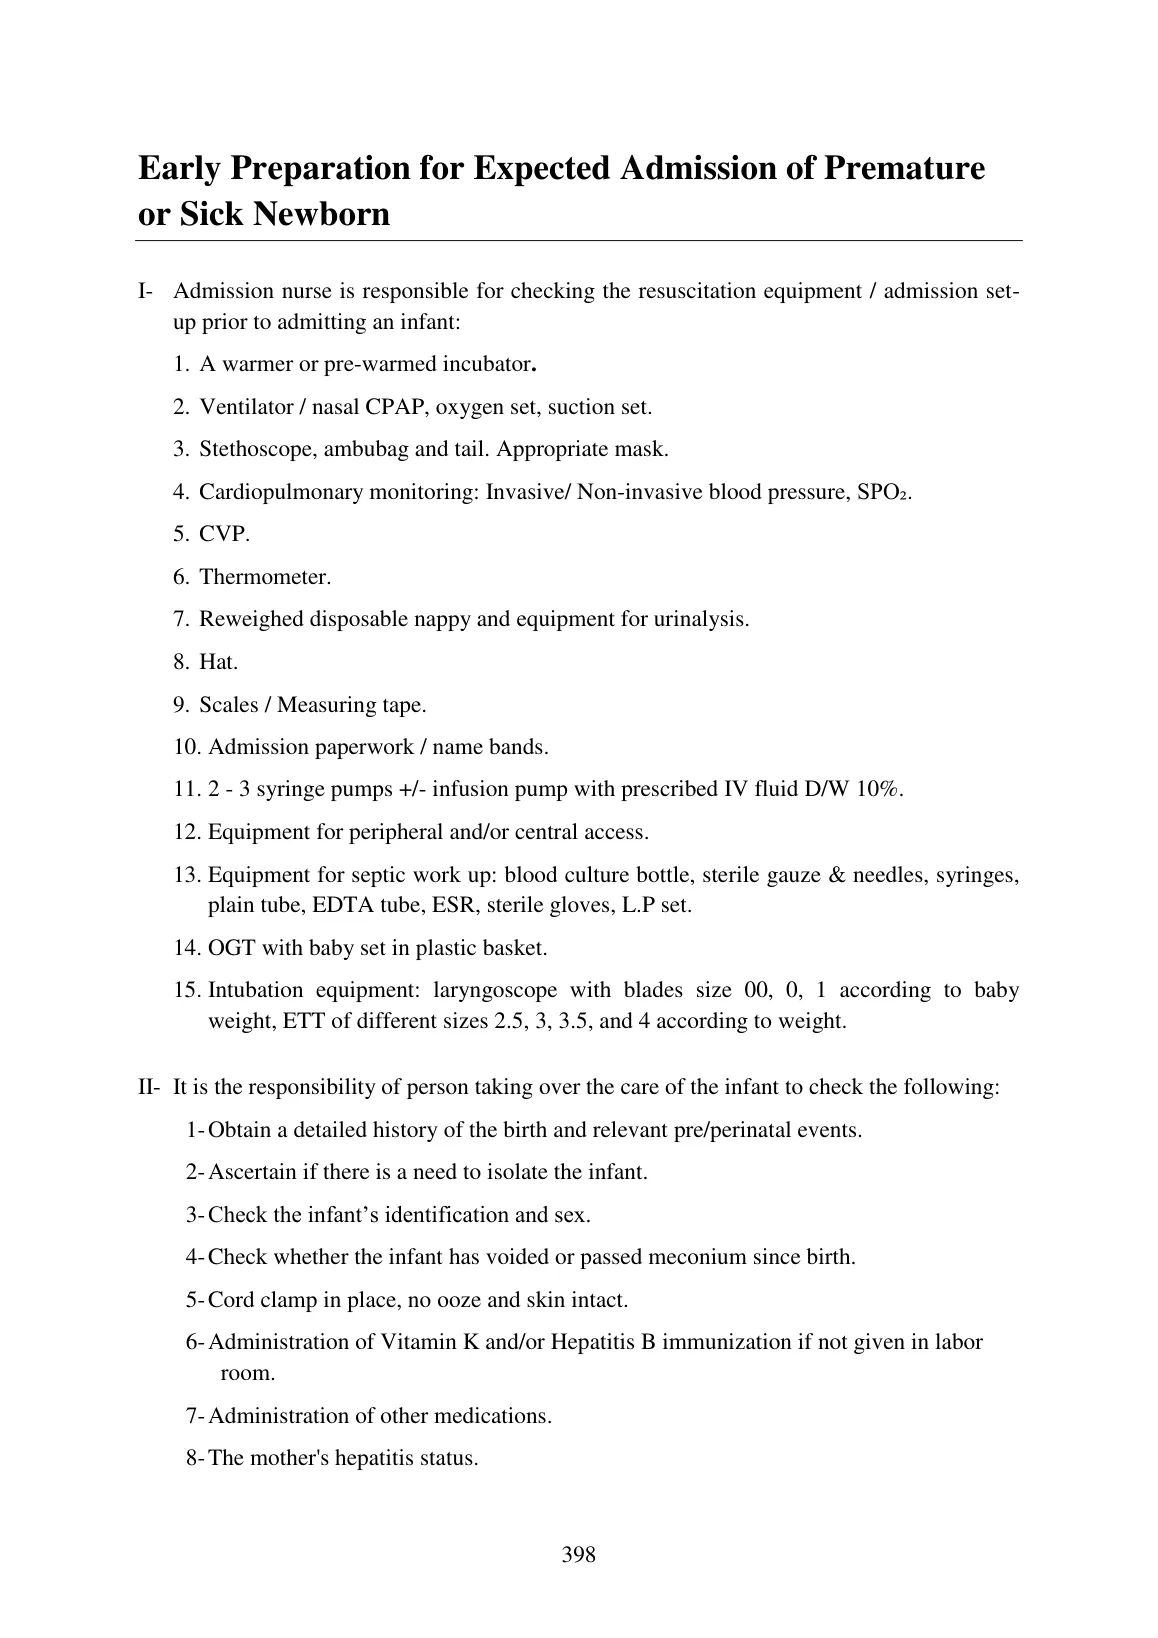 Early Preparation for Expected Admission of Premature
or Sick Newborn
I- Admission nurse is responsible for checking the resuscitation equipment / admission set-
up prior to admitting an infant:
1. A warmer or pre-warmed incubator.
2. Ventilator / nasal CPAP, oxygen set, suction set.
3. Stethoscope, ambubag and tail. Appropriate mask.
4. Cardiopulmonary monitoring: Invasive/ Non-invasive blood pressure, SPO₂.
5. CVP.
6. Thermometer.
7. Reweighed disposable nappy and equipment for urinalysis.
8. Hat.
9. Scales / Measuring tape.
10. Admission paperwork / name bands.
11. 2 - 3 syringe pumps +/- infusion pump with prescribed IV fluid D/W 10%.
12. Equipment for peripheral and/or central access.
13. Equipment for septic work up: blood culture bottle, sterile gauze & needles, syringes,
plain tube, EDTA tube, ESR, sterile gloves, L.P set.
14. OGT with baby set in plastic basket.
15. Intubation equipment: laryngoscope with blades size 00, 0, 1 according to baby
weight, ETT of different sizes 2.5, 3, 3.5, and 4 according to weight.
II- It is the responsibility of person taking over the care of the infant to check the following:
1- Obtain a detailed history of the birth and relevant pre/perinatal events.
2- Ascertain if there is a need to isolate the infant.
3- Check the infant’s identification and sex.
4- Check whether the infant has voided or passed meconium since birth.
5- Cord clamp in place, no ooze and skin intact.
6- Administration of Vitamin K and/or Hepatitis B immunization if not given in labor
room.
7- Administration of other medications.
8- The mother's hepatitis status.
398